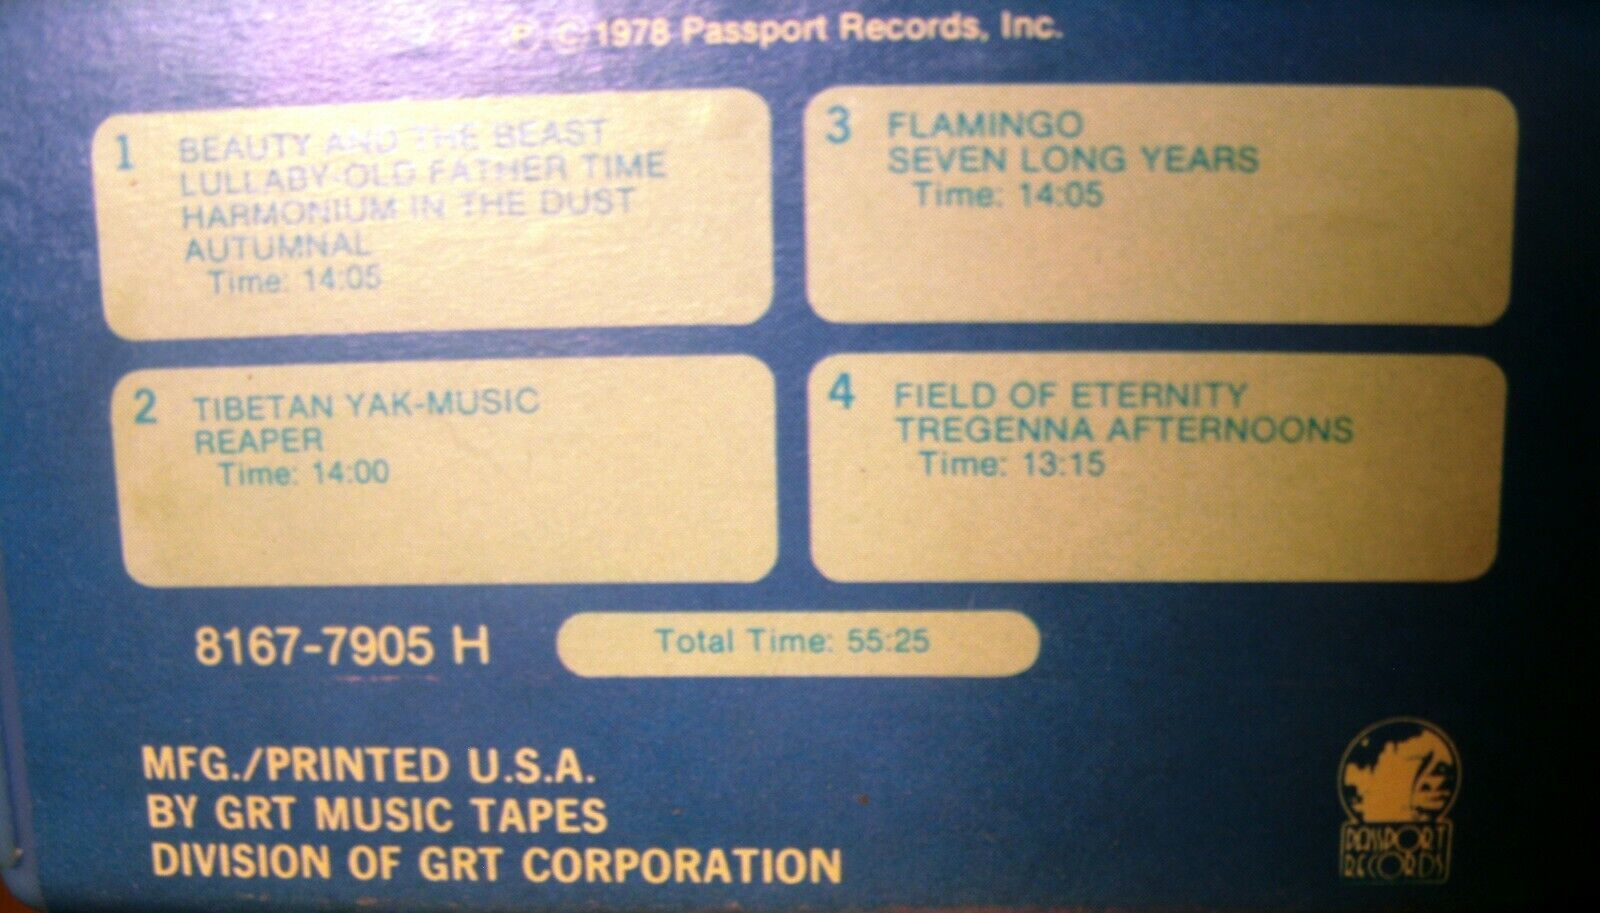 Ⓟ © 1978 Passport Records, Inc.
1 BEAUTY AND THE BEAST
LULLABY-OLD FATHER TIME
HARMONIUM IN THE DUST
AUTUMNAL
Time: 14:05
2 TIBETAN YAK-MUSIC
REAPER
Time: 14:00
3 FLAMINGO
SEVEN LONG YEARS
Time: 14:05
4 FIELD OF ETERNITY
TREGENNA AFTERNOONS
Time: 13:15
8167-7905 H
Total Time: 55:25
MFG./PRINTED U.S.A.
BY GRT MUSIC TAPES
DIVISION OF GRT CORPORATION
PASSPORT
RECORDS